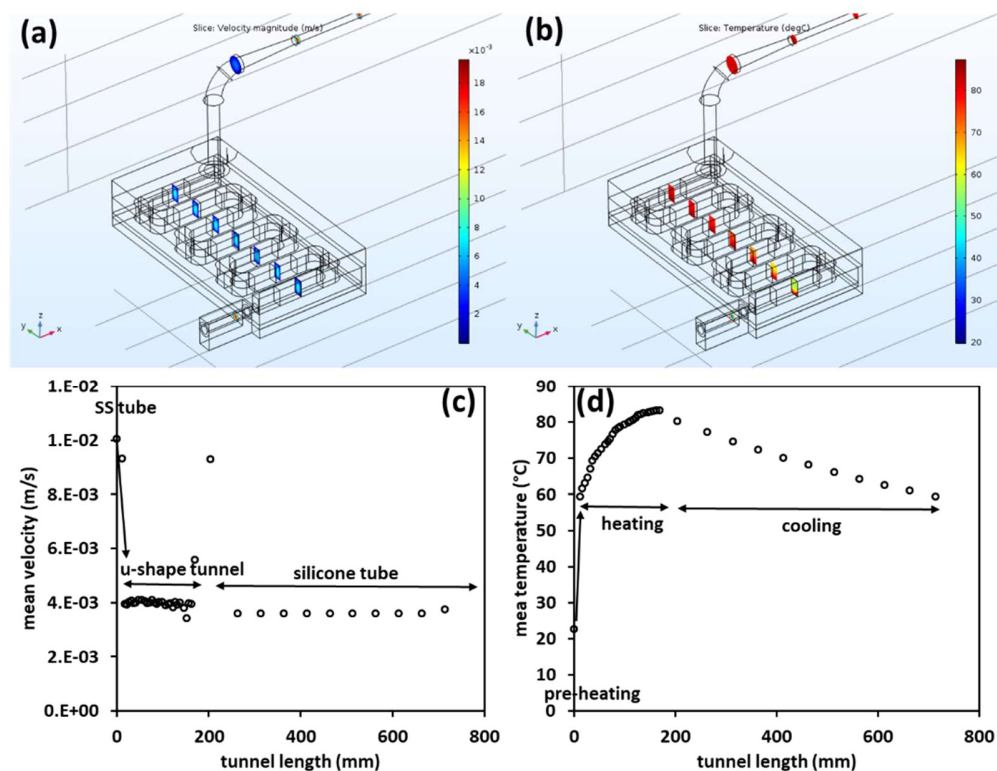 (a)
Slice: Velocity magnitude (m/s)
×10⁻³
18
16
14
12
10
8
6
4
2
z
y
x
(b)
Slice: Temperature (degC)
80
70
60
50
40
30
20
z
y
x
(c)
1.E-02
1.E-02
8.E-03
6.E-03
4.E-03
2.E-03
0.E+00
mean velocity (m/s)
SS tube
u-shape tunnel
silicone tube
0
200
400
600
800
tunnel length (mm)
(d)
90
80
70
60
50
40
30
20
10
0
mea temperature (°C)
heating
cooling
pre-heating
0
200
400
600
800
tunnel length (mm)